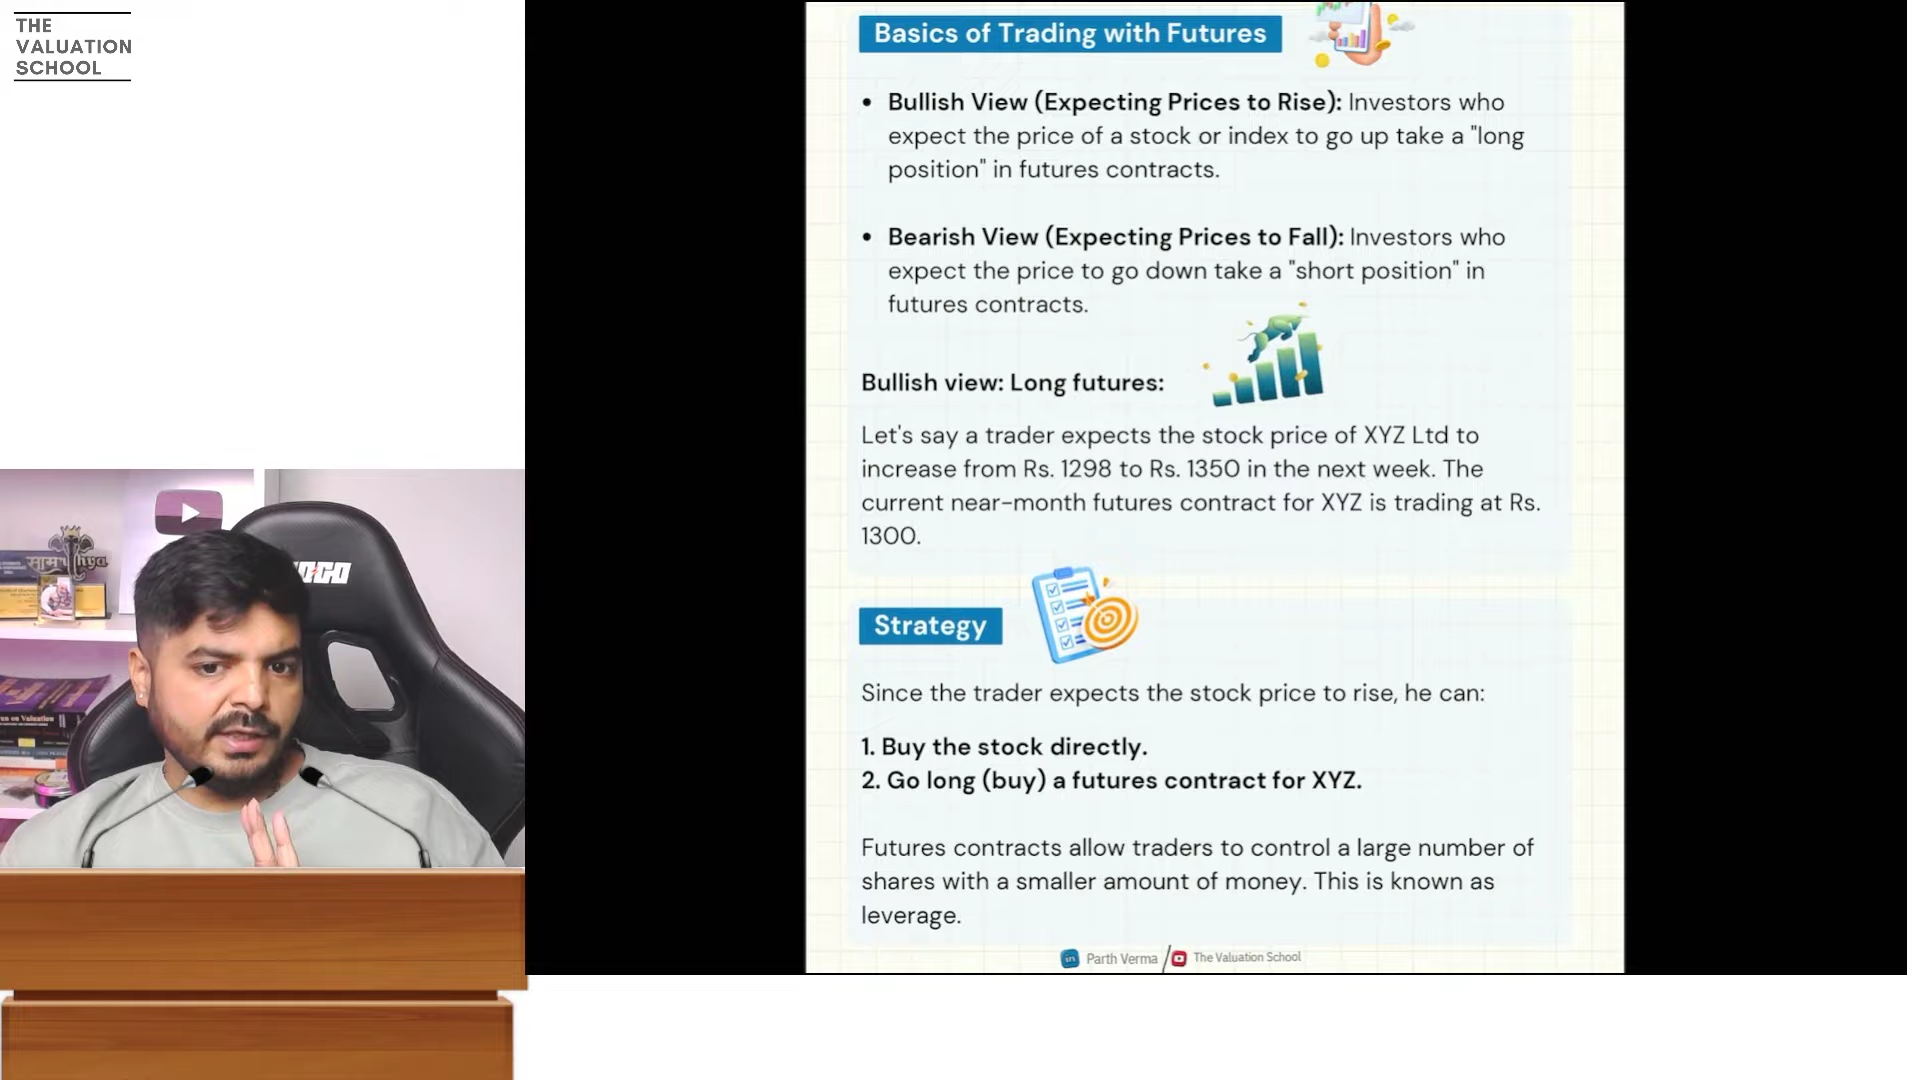 THE
VALUATION
SCHOOL
Basics of Trading with Futures
• Bullish View (Expecting Prices to Rise): Investors who
expect the price of a stock or index to go up take a "long
position" in futures contracts.
• Bearish View (Expecting Prices to Fall): Investors who
expect the price to go down take a "short position" in
futures contracts.
Bullish view: Long futures:
Let's say a trader expects the stock price of XYZ Ltd to
increase from Rs. 1298 to Rs. 1350 in the next week. The
current near-month futures contract for XYZ is trading at Rs.
1300.
Strategy
Since the trader expects the stock price to rise, he can:
1. Buy the stock directly.
2. Go long (buy) a futures contract for XYZ.
Futures contracts allow traders to control a large number of
shares with a smaller amount of money. This is known as
leverage.
in Parth Verma / The Valuation School